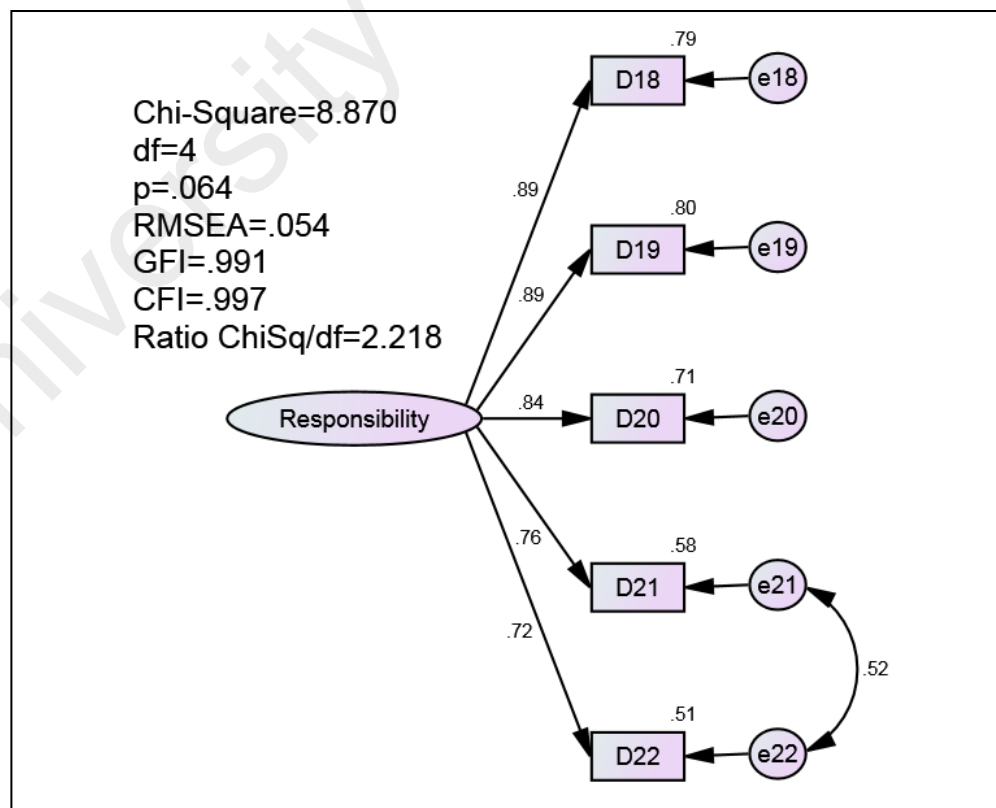 Chi-Square=8.870
df=4
p=.064
RMSEA=.054
GFI=.991
CFI=.997
Ratio ChiSq/df=2.218
.79
D18
e18
.89
.80
D19
e19
.89
.71
Responsibility
.84
D20
e20
.58
.76
D21
e21
.72
.52
.51
D22
e22